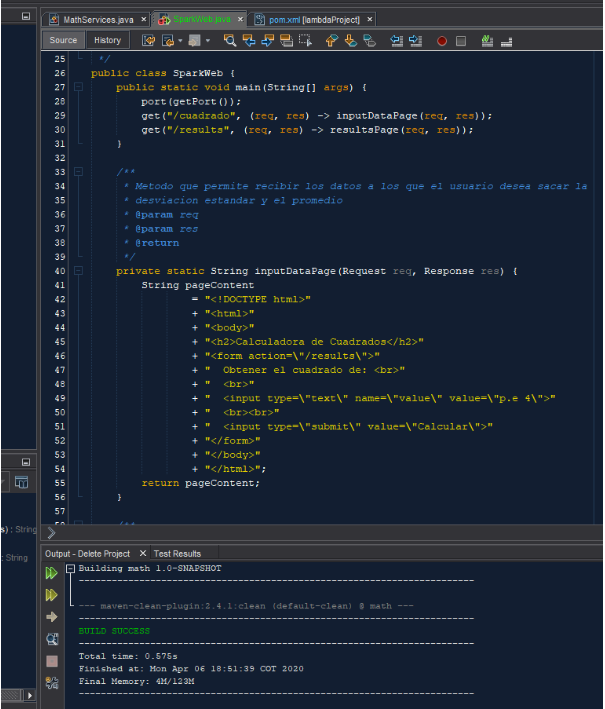 MathServices.java × SparkWeb.java × pom.xml [lambdaProject] ×
Source History
25 */
26 public class SparkWeb {
27 public static void main(String[] args) {
28 port(getPort());
29 get("/cuadrado", (req, res) -> inputDataPage(req, res));
30 get("/results", (req, res) -> resultsPage(req, res));
31 }
32
33 /**
34 * Metodo que permite recibir los datos a los que el usuario desea sacar la
35 * desviacion estandar y el promedio
36 * @param req
37 * @param res
38 * @return
39 */
40 private static String inputDataPage(Request req, Response res) {
41 String pageContent
42 = "<!DOCTYPE html>"
43 + "<html>"
44 + "<body>"
45 + "<h2>Calculadora de Cuadrados</h2>"
46 + "<form action=\"/results\">"
47 + "  Obtener el cuadrado de: <br>"
48 + "  <br>"
49 + "  <input type=\"text\" name=\"value\" value=\"p.e 4\">"
50 + "  <br><br>"
51 + "  <input type=\"submit\" value=\"Calcular\">"
52 + "</form>"
53 + "</body>"
54 + "</html>";
55 return pageContent;
56 }
57
s) : String
: String
Output - Delete Project × Test Results
Building math 1.0-SNAPSHOT
------------------------------------------------------------------------
--- maven-clean-plugin:2.4.1:clean (default-clean) @ math ---
------------------------------------------------------------------------
BUILD SUCCESS
------------------------------------------------------------------------
Total time: 0.575s
Finished at: Mon Apr 06 18:51:39 COT 2020
Final Memory: 4M/123M
------------------------------------------------------------------------